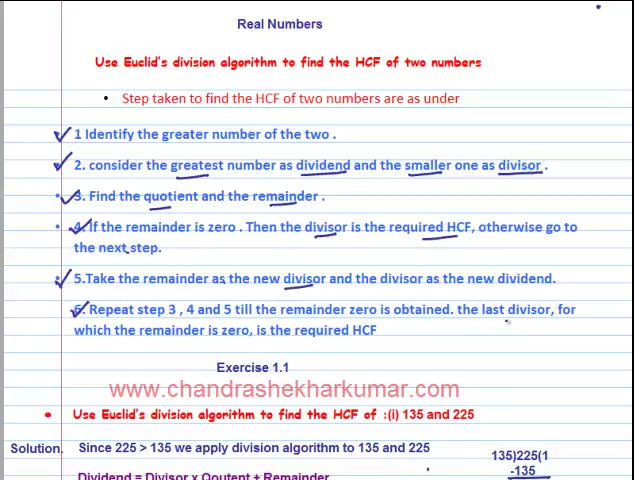 Real Numbers
Use Euclid's division algorithm to find the HCF of two numbers
• Step taken to find the HCF of two numbers are as under
1 Identify the greater number of the two .
2. consider the greatest number as dividend and the smaller one as divisor .
3. Find the quotient and the remainder .
4. If the remainder is zero . Then the divisor is the required HCF, otherwise go to
the next step.
5.Take the remainder as the new divisor and the divisor as the new dividend.
6. Repeat step 3 , 4 and 5 till the remainder zero is obtained. the last divisor, for
which the remainder is zero, is the required HCF
Exercise 1.1
www.chandrashekharkumar.com
• Use Euclid's division algorithm to find the HCF of :(i) 135 and 225
Solution. Since 225 > 135 we apply division algorithm to 135 and 225
135)225(1
-135
Dividend = Divisor x Qoutent + Remainder